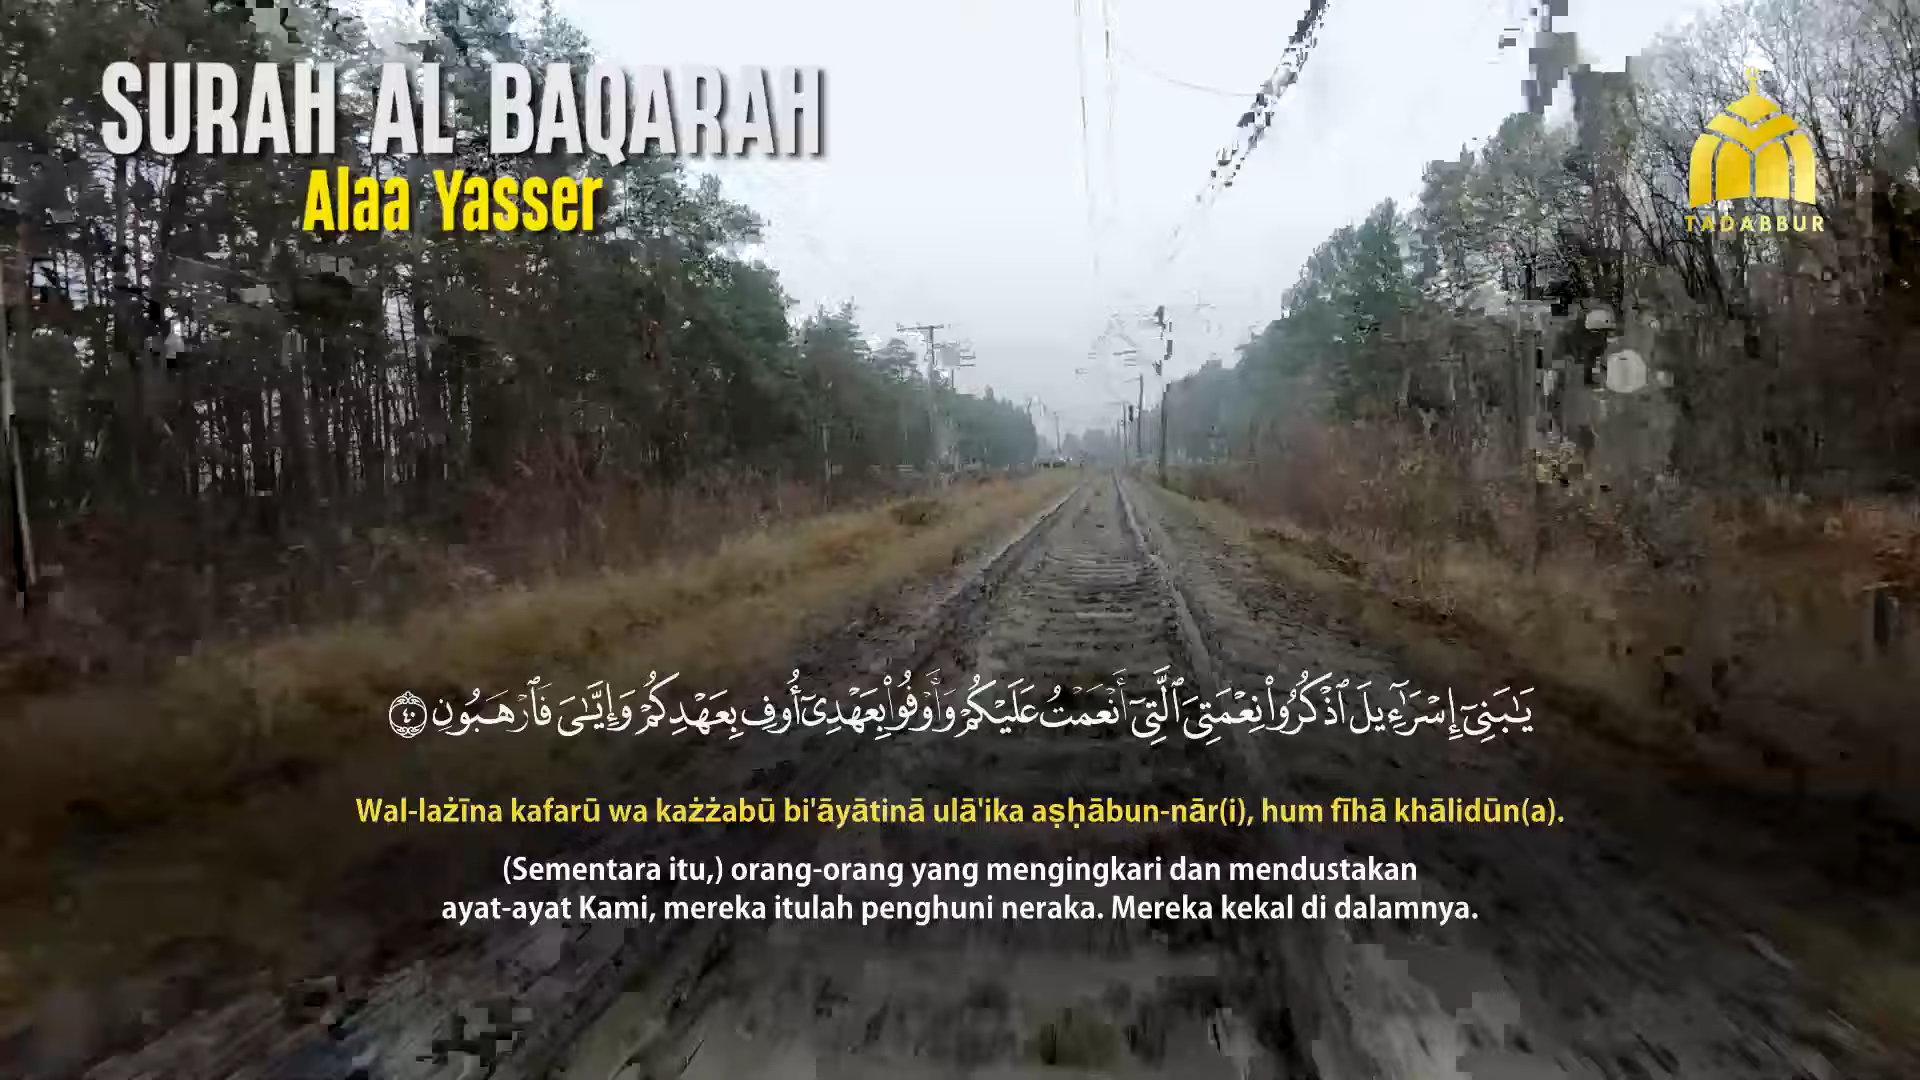 SURAH AL BAQARAH
Alaa Yasser
TADABBUR
يَٰبَنِىٓ إِسْرَٰٓءِيلَ ٱذْكُرُوا۟ نِعْمَتِىَ ٱلَّتِىٓ أَنْعَمْتُ عَلَيْكُمْ وَأَوْفُوا۟ بِعَهْدِىٓ أُوفِ بِعَهْدِكُمْ وَإِيَّٰىَ فَٱرْهَبُونِ ٤٠
Wal-lażīna kafarū wa każżabū bi'āyātinā ulā'ika aṣḥābun-nār(i), hum fīhā khālidūn(a).
(Sementara itu,) orang-orang yang mengingkari dan mendustakan
ayat-ayat Kami, mereka itulah penghuni neraka. Mereka kekal di dalamnya.